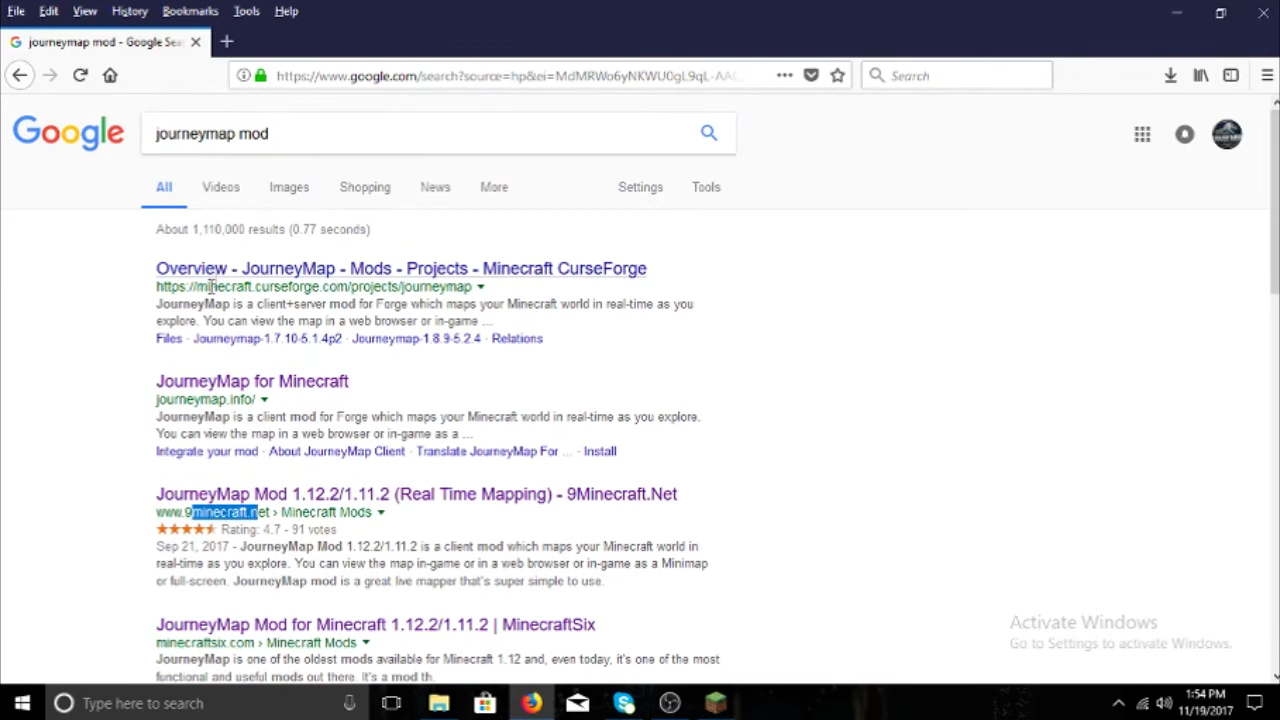 File Edit View History Bookmarks Tools Help
journeymap mod - Google Sea
https://www.google.com/search?source=hp&ei=MdMRWo6yNKWU0gL9qL-AAC
Search
Google
journeymap mod
All Videos Images Shopping News More Settings Tools
About 1,110,000 results (0.77 seconds)
Overview - JourneyMap - Mods - Projects - Minecraft CurseForge
https://minecraft.curseforge.com/projects/journeymap
JourneyMap is a client+server mod for Forge which maps your Minecraft world in real-time as you
explore. You can view the map in a web browser or in-game ...
Files · Journeymap-1.7.10-5.1.4p2 · Journeymap-1.8.9-5.2.4 · Relations
JourneyMap for Minecraft
journeymap.info/
JourneyMap is a client mod for Forge which maps your Minecraft world in real-time as you explore.
You can view the map in a web browser or in-game as a ...
Integrate your mod · About JourneyMap Client · Translate JourneyMap For ... · Install
JourneyMap Mod 1.12.2/1.11.2 (Real Time Mapping) - 9Minecraft.Net
www.9minecraft.net › Minecraft Mods
Rating: 4.7 - 91 votes
Sep 21, 2017 - JourneyMap Mod 1.12.2/1.11.2 is a client mod which maps your Minecraft world in
real-time as you explore. You can view the map in-game or in a web browser or in-game as a Minimap
or full-screen. JourneyMap mod is a great live mapper that's super simple to use.
JourneyMap Mod for Minecraft 1.12.2/1.11.2 | MinecraftSix
minecraftsix.com › Minecraft Mods
JourneyMap is one of the oldest mods available for Minecraft 1.12 and, even today, it's one of the most
functional and useful mods out there. It's a mod th.
Activate Windows
Go to Settings to activate Windows.
Type here to search
1:54 PM
11/19/2017